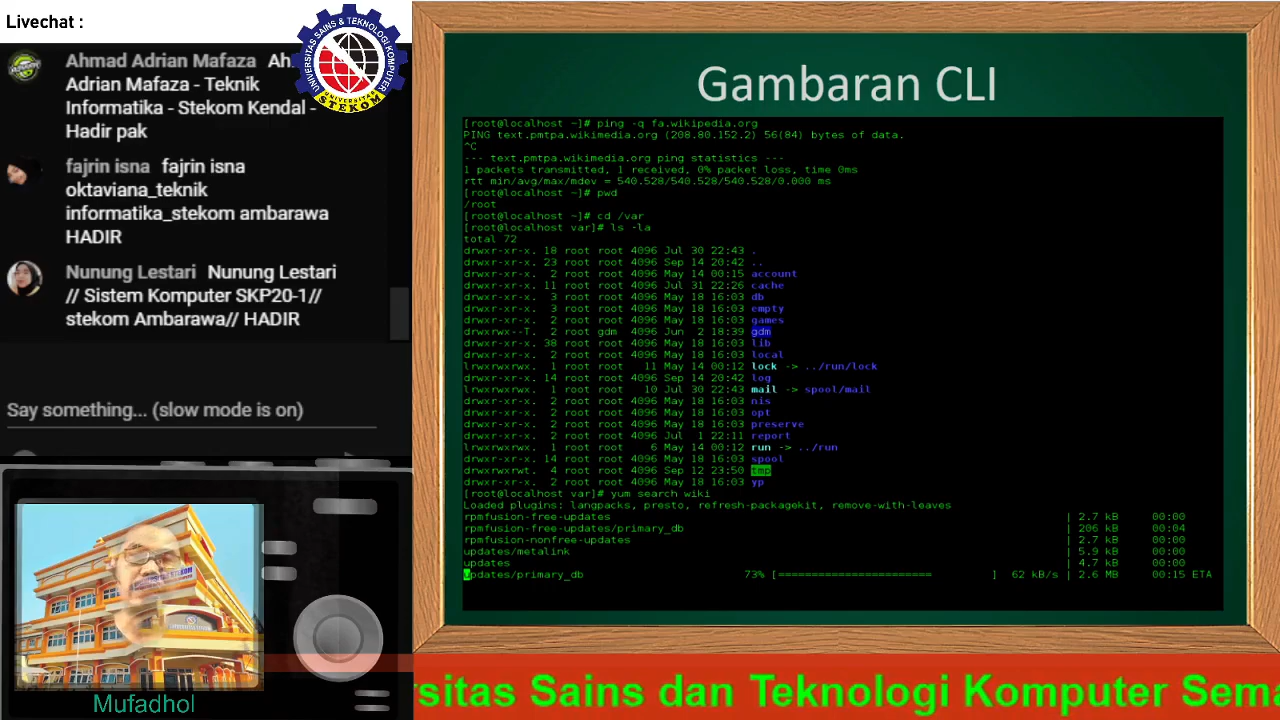 Livechat :
Ahmad Adrian Mafaza Ah
Adrian Mafaza - Teknik
Informatika - Stekom Kendal -
Hadir pak
fajrin isna fajrin isna
oktaviana_teknik
informatika_stekom ambarawa
HADIR
Nunung Lestari Nunung Lestari
// Sistem Komputer SKP20-1//
stekom Ambarawa// HADIR
Say something... (slow mode is on)
UNIVERSITAS SAINS & TEKNOLOGI KOMPUTER
UNIVERSITAS
STEKOM
Mufadhol
Gambaran CLI
[root@localhost ~]# ping -q fa.wikipedia.org
PING text.pmtpa.wikimedia.org (208.80.152.2) 56(84) bytes of data.
^C
--- text.pmtpa.wikimedia.org ping statistics ---
1 packets transmitted, 1 received, 0% packet loss, time 0ms
rtt min/avg/max/mdev = 540.528/540.528/540.528/0.000 ms
[root@localhost ~]# pwd
/root
[root@localhost ~]# cd /var
[root@localhost var]# ls -la
total 72
drwxr-xr-x. 18 root root 4096 Jul 30 22:43 .
drwxr-xr-x. 23 root root 4096 Sep 14 20:42 ..
drwxr-xr-x. 2 root root 4096 May 14 00:15 account
drwxr-xr-x. 11 root root 4096 Jul 31 22:26 cache
drwxr-xr-x. 3 root root 4096 May 18 16:03 db
drwxr-xr-x. 3 root root 4096 May 18 16:03 empty
drwxr-xr-x. 2 root root 4096 May 18 16:03 games
drwxrwx--T. 2 root gdm 4096 Jun 2 18:39 gdm
drwxr-xr-x. 38 root root 4096 May 18 16:03 lib
drwxr-xr-x. 2 root root 4096 May 18 16:03 local
lrwxrwxrwx. 1 root root 11 May 14 00:12 lock -> ../run/lock
drwxr-xr-x. 14 root root 4096 Sep 14 20:42 log
lrwxrwxrwx. 1 root root 10 Jul 30 22:43 mail -> spool/mail
drwxr-xr-x. 2 root root 4096 May 18 16:03 nis
drwxr-xr-x. 2 root root 4096 May 18 16:03 opt
drwxr-xr-x. 2 root root 4096 May 18 16:03 preserve
drwxr-xr-x. 2 root root 4096 Jul 1 22:11 report
lrwxrwxrwx. 1 root root 6 May 14 00:12 run -> ../run
drwxr-xr-x. 14 root root 4096 May 18 16:03 spool
drwxrwxrwt. 4 root root 4096 Sep 12 23:50 tmp
drwxr-xr-x. 2 root root 4096 May 18 16:03 yp
[root@localhost var]# yum search wiki
Loaded plugins: langpacks, presto, refresh-packagekit, remove-with-leaves
rpmfusion-free-updates | 2.7 kB 00:00
rpmfusion-free-updates/primary_db | 206 kB 00:04
rpmfusion-nonfree-updates | 2.7 kB 00:00
updates/metalink | 5.9 kB 00:00
updates | 4.7 kB 00:00
updates/primary_db 73% [======================= ] 62 kB/s | 2.6 MB 00:15 ETA
rsitas Sains dan Teknologi Komputer Sema